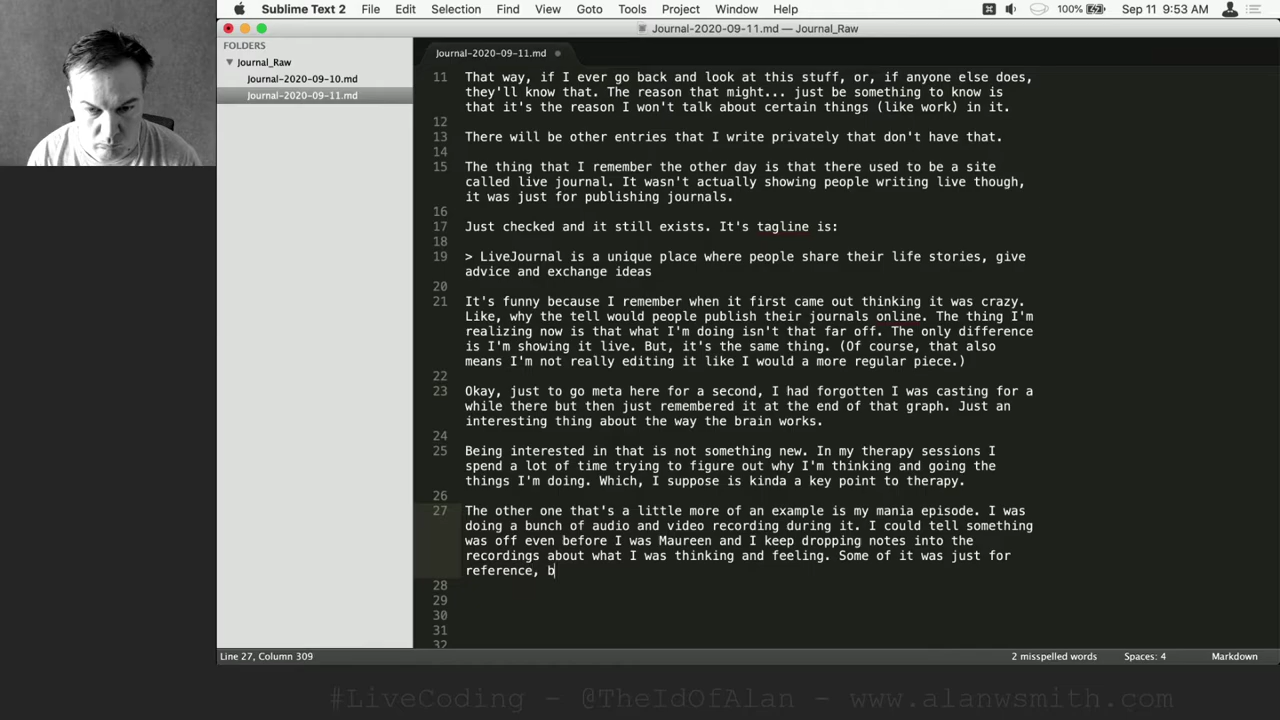 Sublime Text 2 File Edit Selection Find View Goto Tools Project Window Help 100% Sep 11 9:53 AM
Journal-2020-09-11.md — Journal_Raw
FOLDERS
Journal_Raw
Journal-2020-09-10.md
Journal-2020-09-11.md
Journal-2020-09-11.md
11 That way, if I ever go back and look at this stuff, or, if anyone else does,
they'll know that. The reason that might... just be something to know is
that it's the reason I won't talk about certain things (like work) in it.
12
13 There will be other entries that I write privately that don't have that.
14
15 The thing that I remember the other day is that there used to be a site
called live journal. It wasn't actually showing people writing live though,
it was just for publishing journals.
16
17 Just checked and it still exists. It's tagline is:
18
19 > LiveJournal is a unique place where people share their life stories, give
advice and exchange ideas
20
21 It's funny because I remember when it first came out thinking it was crazy.
Like, why the tell would people publish their journals online. The thing I'm
realizing now is that what I'm doing isn't that far off. The only difference
is I'm showing it live. But, it's the same thing. (Of course, that also
means I'm not really editing it like I would a more regular piece.)
22
23 Okay, just to go meta here for a second, I had forgotten I was casting for a
while there but then just remembered it at the end of that graph. Just an
interesting thing about the way the brain works.
24
25 Being interested in that is not something new. In my therapy sessions I
spend a lot of time trying to figure out why I'm thinking and going the
things I'm doing. Which, I suppose is kinda a key point to therapy.
26
27 The other one that's a little more of an example is my mania episode. I was
doing a bunch of audio and video recording during it. I could tell something
was off even before I was Maureen and I keep dropping notes into the
recordings about what I was thinking and feeling. Some of it was just for
reference, b
28
29
30
31
32
Line 27, Column 309 2 misspelled words Spaces: 4 Markdown
#LiveCoding - @TheIdOfAlan - www.alanwsmith.com